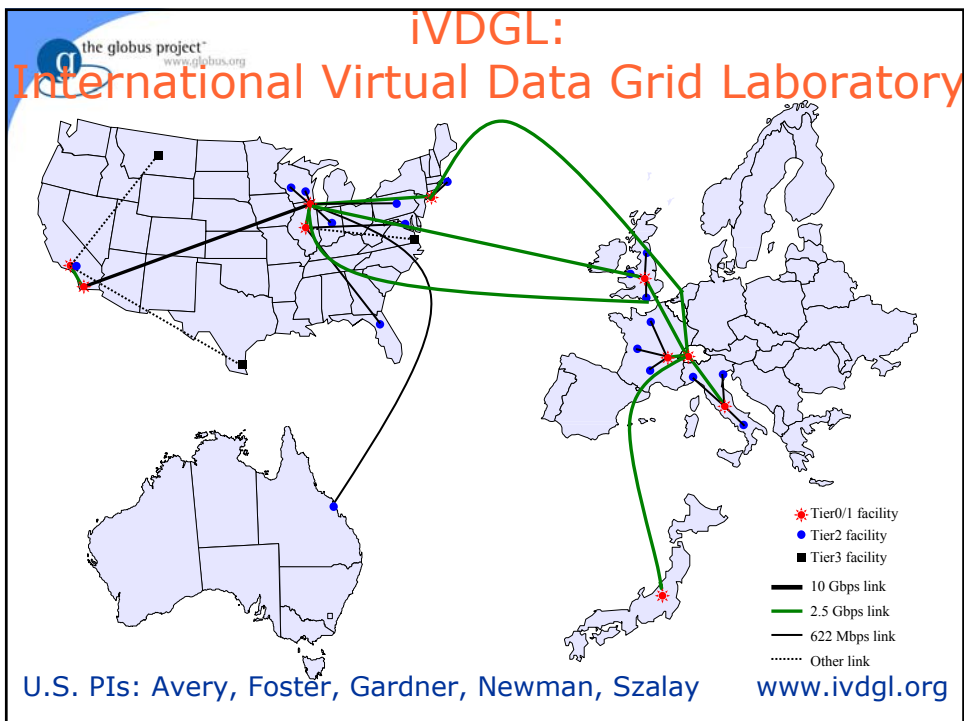 iVDGL:
the globus project™
www.globus.org
International Virtual Data Grid Laboratory
Tier0/1 facility
Tier2 facility
Tier3 facility
10 Gbps link
2.5 Gbps link
622 Mbps link
Other link
U.S. PIs: Avery, Foster, Gardner, Newman, Szalay www.ivdgl.org